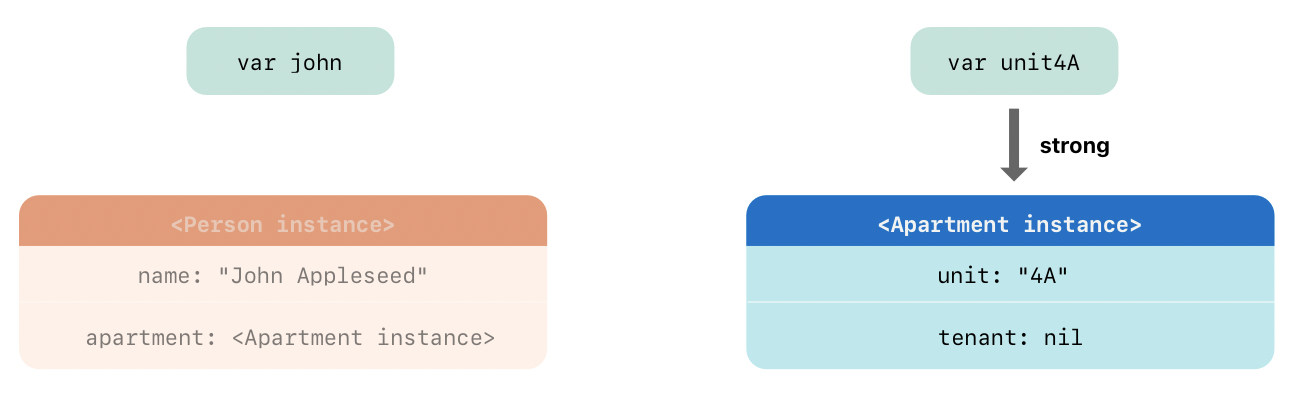 var john
var unit4A
strong
<Person instance>
name: "John Appleseed"
apartment: <Apartment instance>
<Apartment instance>
unit: "4A"
tenant: nil